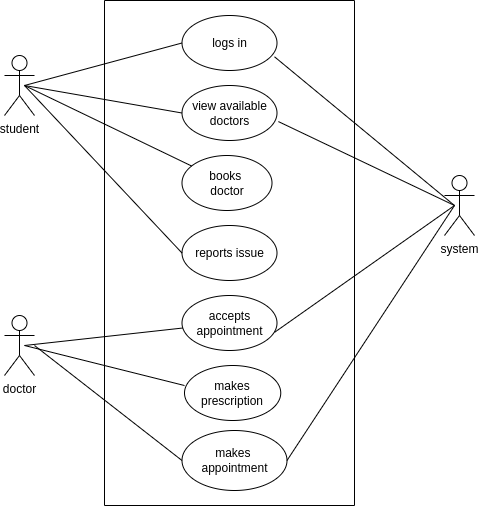 logs in
view available
doctors
student
books
doctor
system
reports issue
accepts
appointment
doctor
makes
prescription
makes
appointment